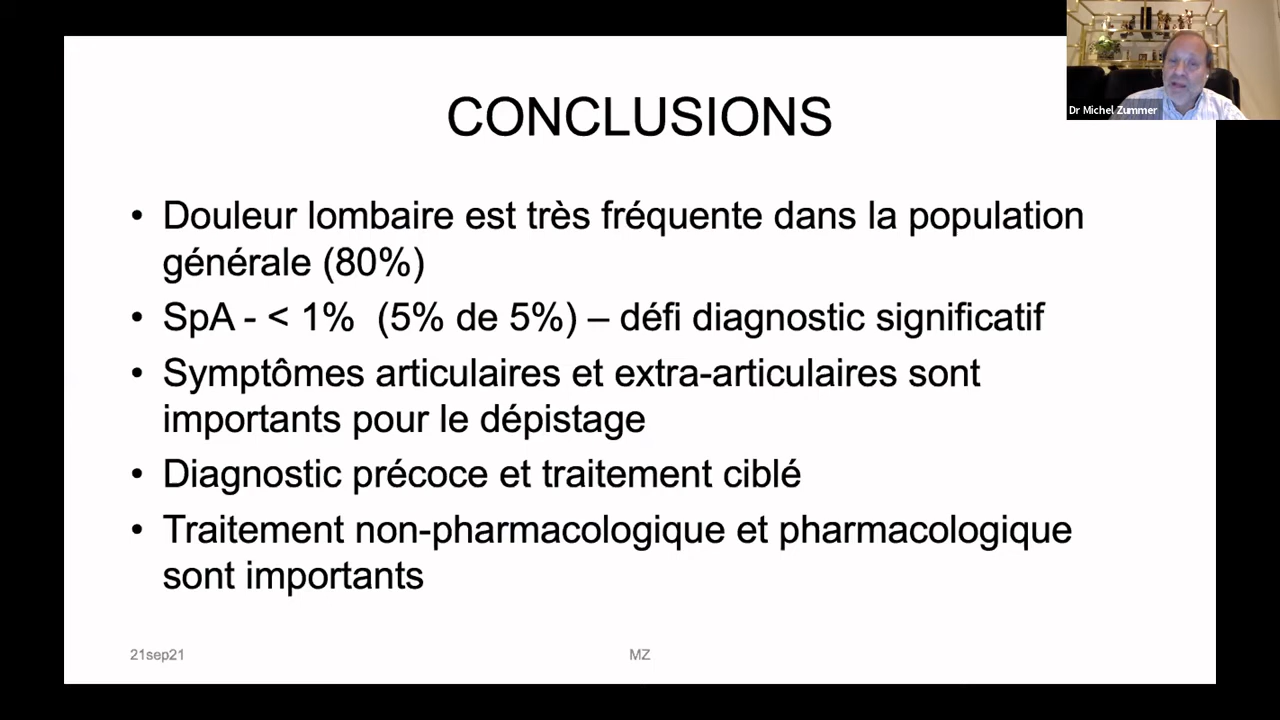 Dr Michel Zummer
CONCLUSIONS
• Douleur lombaire est très fréquente dans la population
générale (80%)
• SpA - < 1%  (5% de 5%) – défi diagnostic significatif
• Symptômes articulaires et extra-articulaires sont
importants pour le dépistage
• Diagnostic précoce et traitement ciblé
• Traitement non-pharmacologique et pharmacologique
sont importants
21sep21
MZ